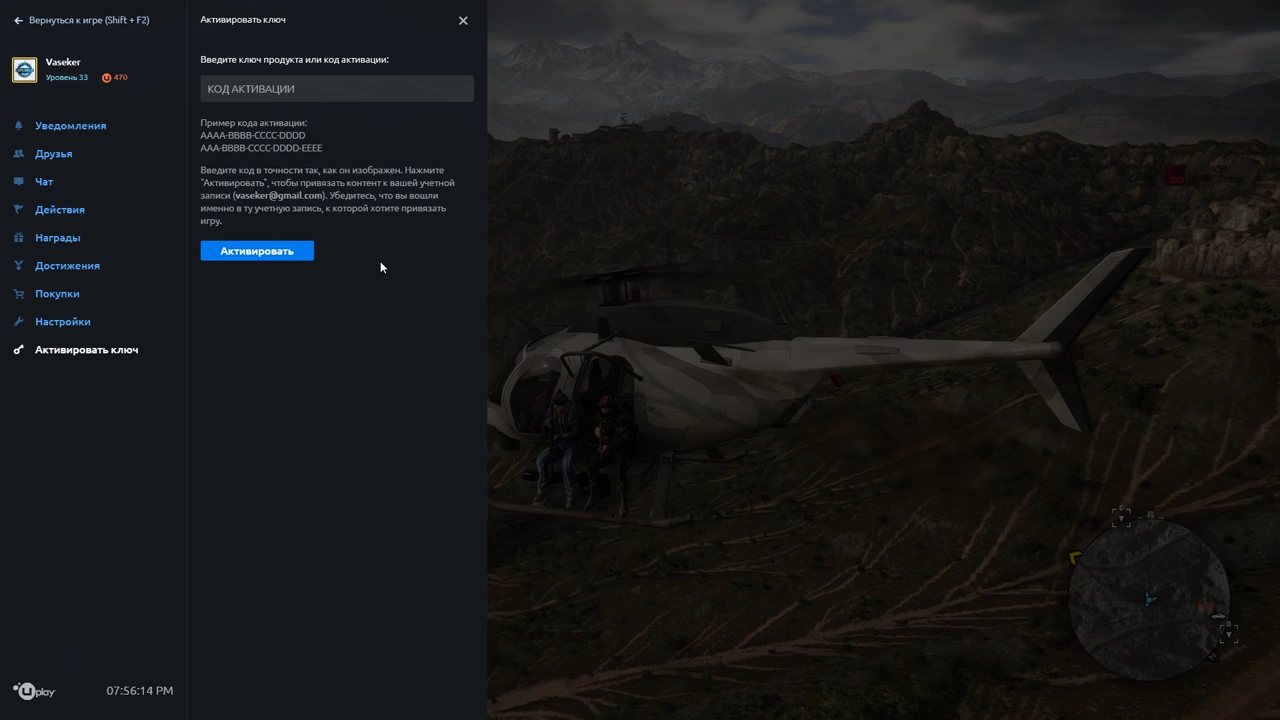 Вернуться к игре (Shift + F2)
Vaseker
Уровень 33
470
Уведомления
Друзья
Чат
Действия
Награды
Достижения
Покупки
Настройки
Активировать ключ
uplay
07:56:14 PM
Активировать ключ
Введите ключ продукта или код активации:
КОД АКТИВАЦИИ
Пример кода активации:
AAAA-BBBB-CCCC-DDDD
AAA-BBBB-CCCC-DDDD-EEEE
Введите код в точности так, как он изображен. Нажмите
"Активировать", чтобы привязать контент к вашей учетной
записи (vaseker@gmail.com). Убедитесь, что вы вошли
именно в ту учетную запись, к которой хотите привязать
игру.
Активировать